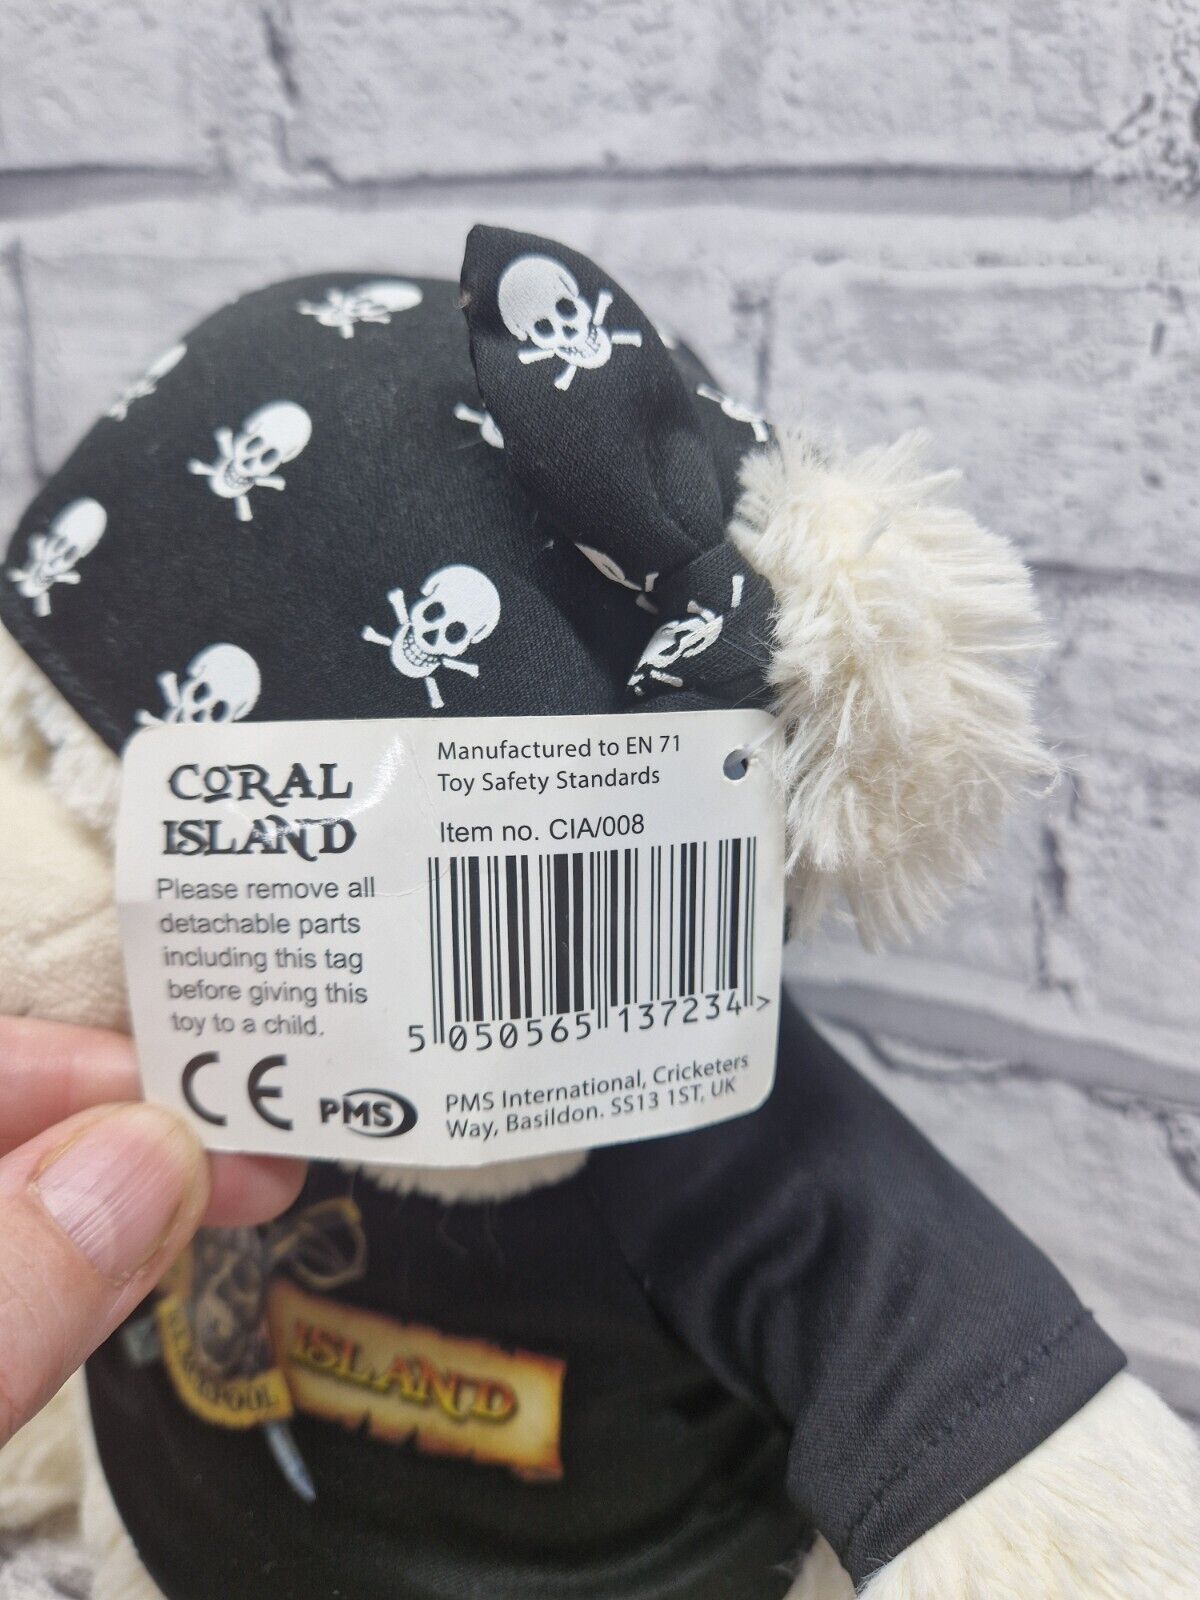 CORAL
ISLAND
Please remove all
detachable parts
including this tag
before giving this
toy to a child.
CE
PMS
Manufactured to EN 71
Toy Safety Standards
Item no. CIA/008
5 050565 137234 >
PMS International, Cricketers
Way, Basildon. SS13 1ST, UK
ISLAND